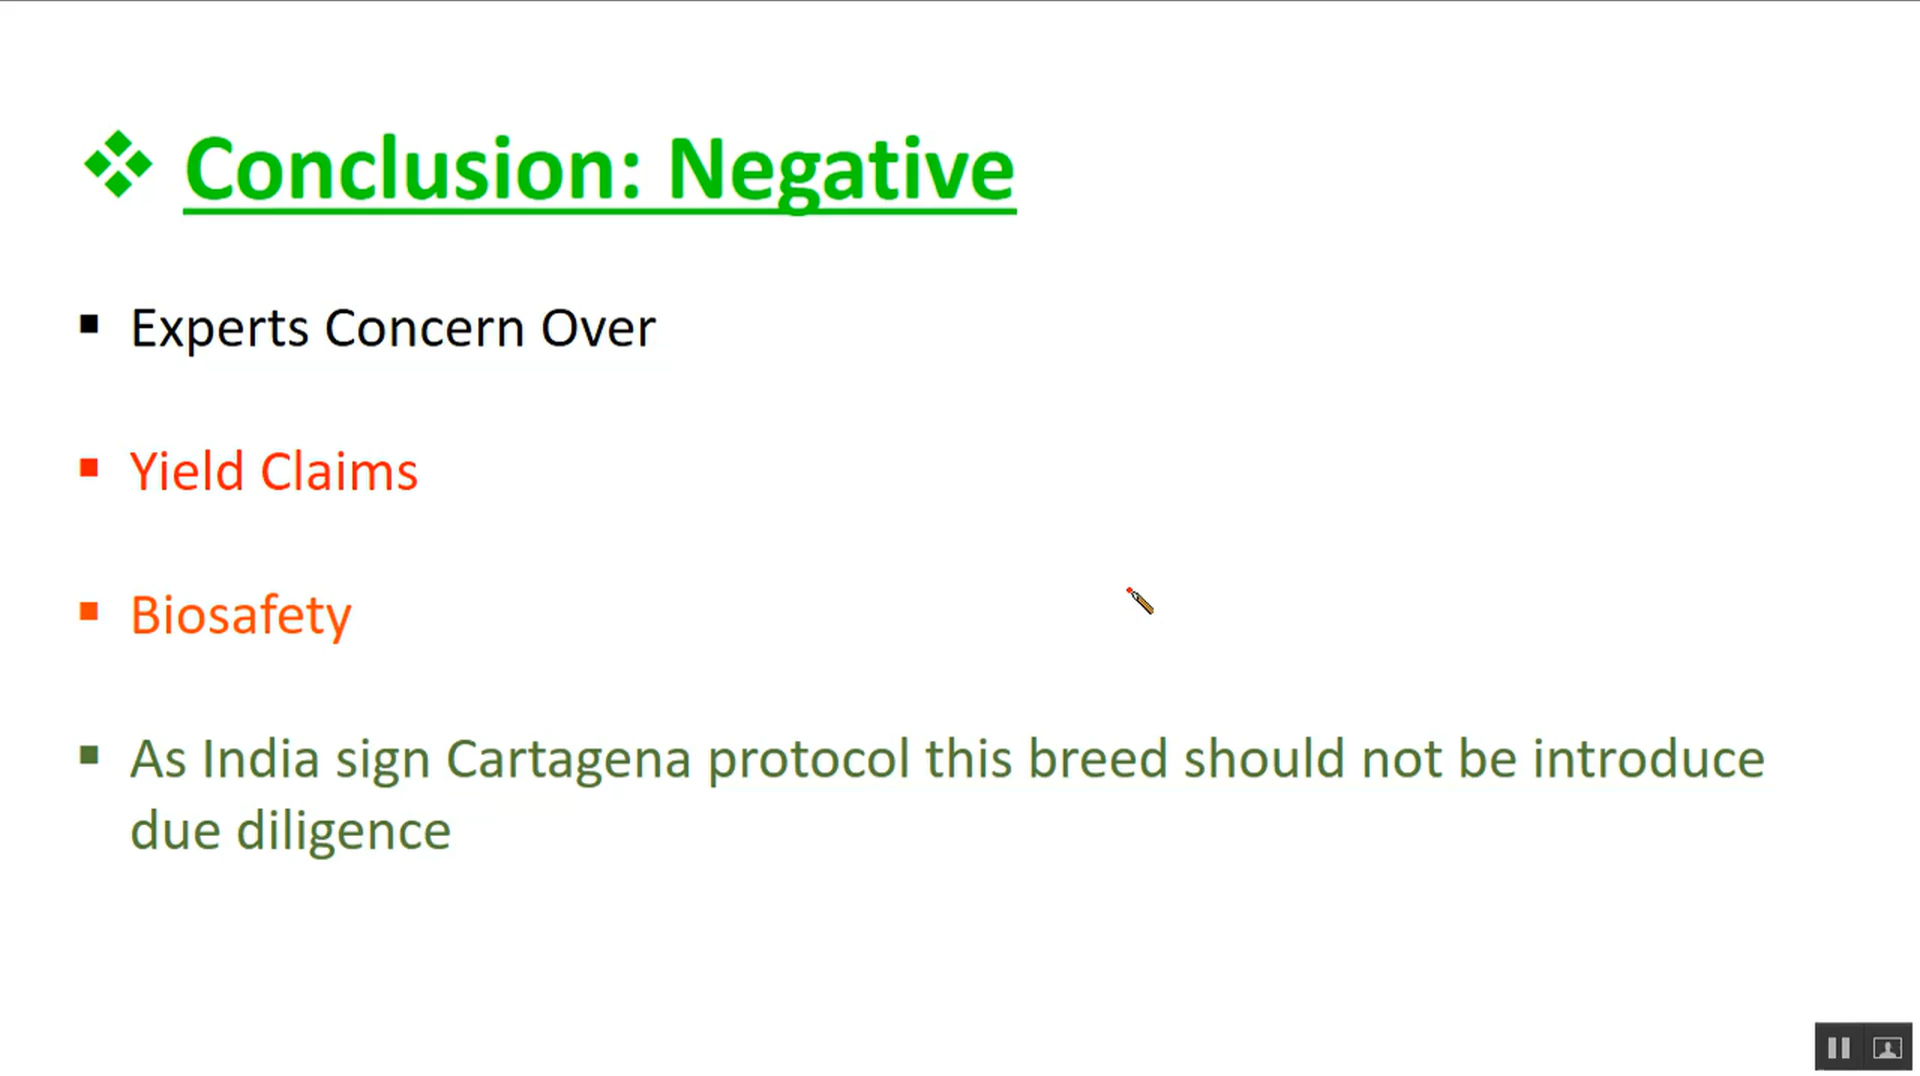 Conclusion: Negative
Experts Concern Over
Yield Claims
Biosafety
As India sign Cartagena protocol this breed should not be introduce
due diligence